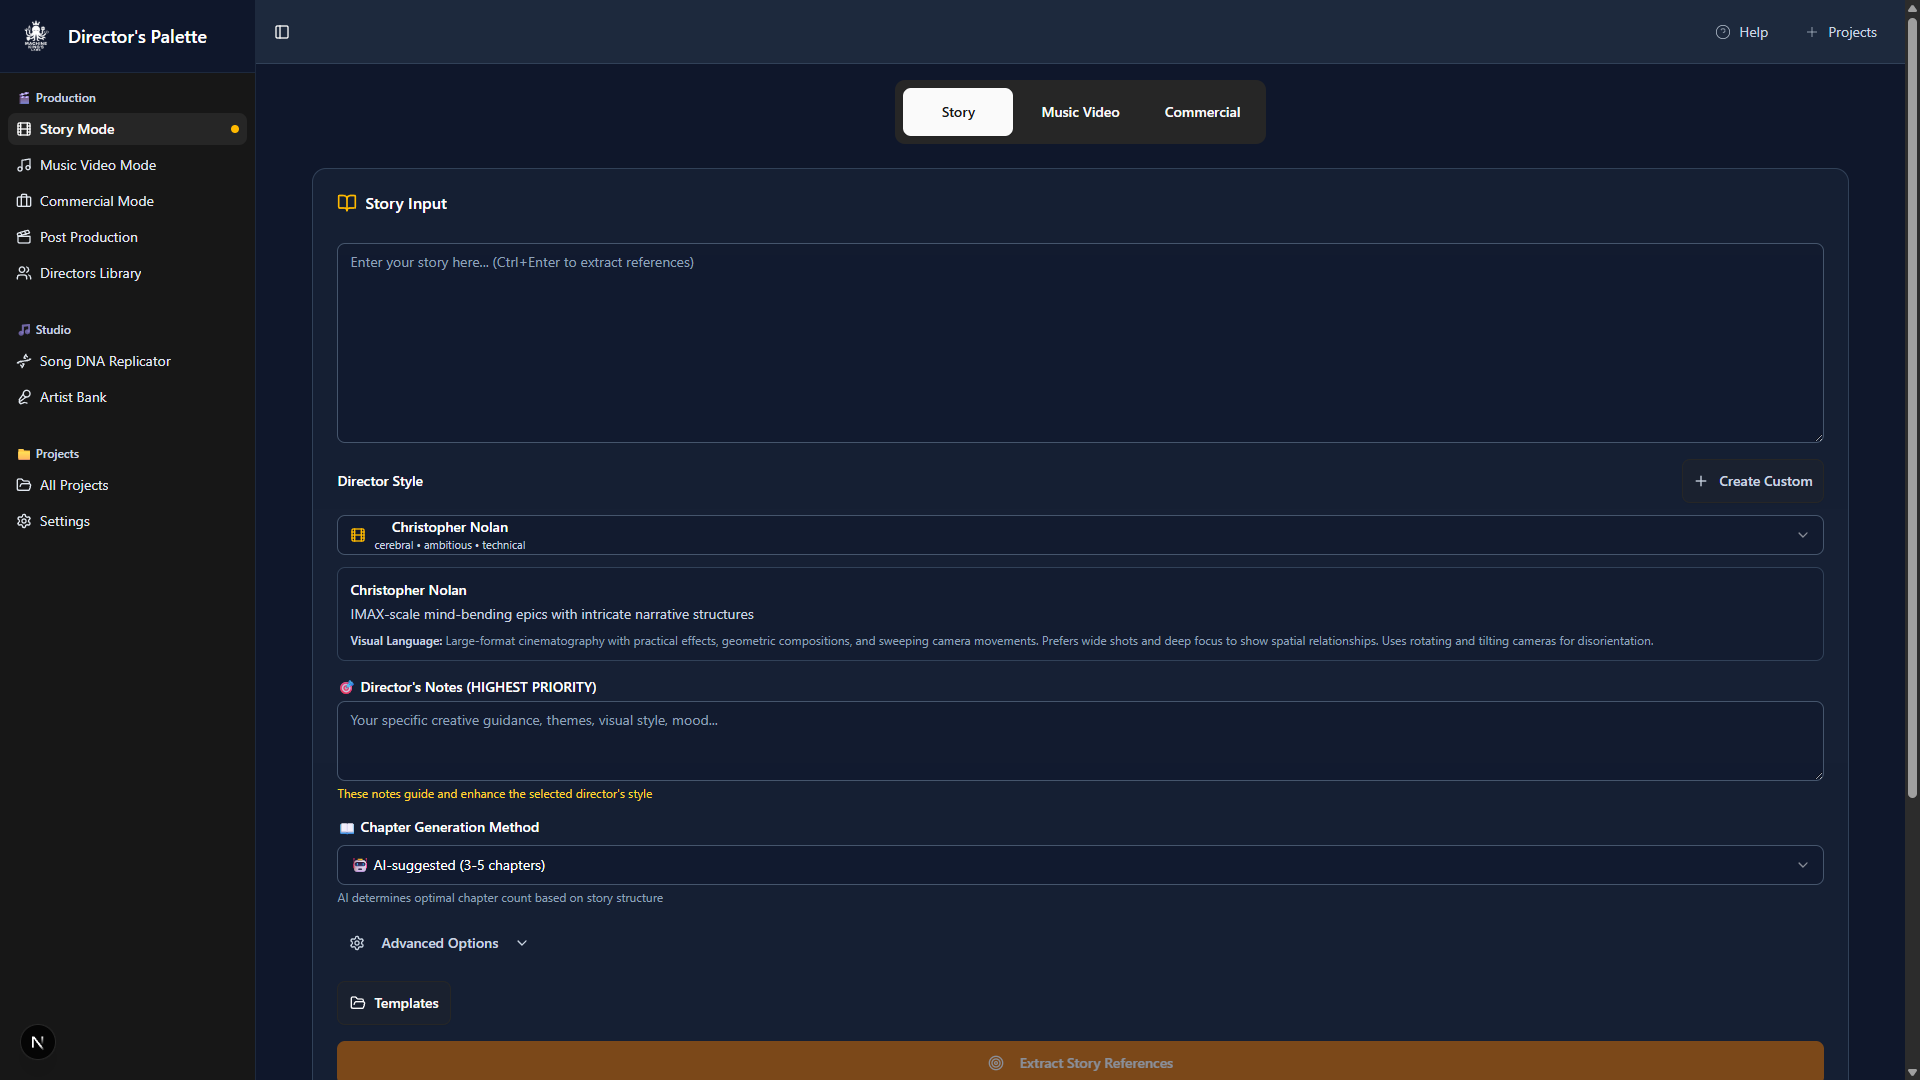 Director's Palette
Production
Story Mode
Music Video Mode
Commercial Mode
Post Production
Directors Library
Studio
Song DNA Replicator
Artist Bank
Projects
All Projects
Settings
N
Help
Projects
Story
Music Video
Commercial
Story Input
Enter your story here... (Ctrl+Enter to extract references)
Director Style
Create Custom
Christopher Nolan
cerebral • ambitious • technical
Christopher Nolan
IMAX-scale mind-bending epics with intricate narrative structures
Visual Language: Large-format cinematography with practical effects, geometric compositions, and sweeping camera movements. Prefers wide shots and deep focus to show spatial relationships. Uses rotating and tilting cameras for disorientation.
Director's Notes (HIGHEST PRIORITY)
Your specific creative guidance, themes, visual style, mood...
These notes guide and enhance the selected director's style
Chapter Generation Method
AI-suggested (3-5 chapters)
AI determines optimal chapter count based on story structure
Advanced Options
Templates
Extract Story References